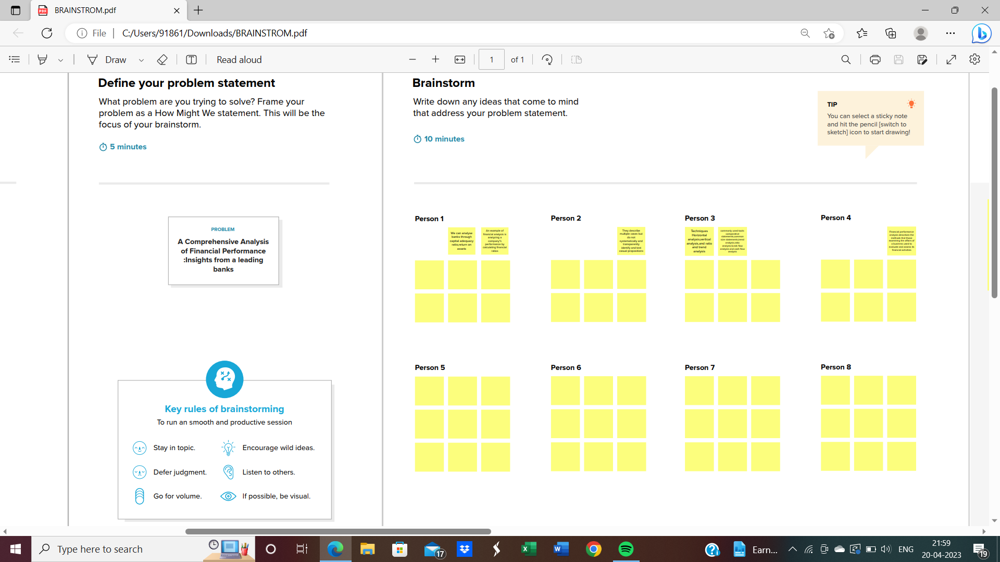 BRAINSTROM.pdf
File
C:/Users/91861/Downloads/BRAINSTROM.pdf
Draw
Read aloud
1
of 1
Define your problem statement
What problem are you trying to solve? Frame your
problem as a How Might We statement. This will be the
focus of your brainstorm.
5 minutes
PROBLEM
A Comprehensive Analysis
of Financial Performance
:Insights from a leading
banks
Key rules of brainstorming
To run an smooth and productive session
Stay in topic.
Encourage wild ideas.
Defer judgment.
Listen to others.
Go for volume.
If possible, be visual.
Brainstorm
Write down any ideas that come to mind
that address your problem statement.
10 minutes
TIP
You can select a sticky note
and hit the pencil [switch to
sketch] icon to start drawing!
Person 1
We can analyse
banks through
capital adequacy
ratio,return on
assets
An example of
financial analysis is
analyzing a
company's
performance by
calculating financial
ratios
Person 2
They describe
multiple cases but
do not
systematically and
transparently
identify and test
casual propositions
Person 3
Techniques
Horizontal
analysis,vertical
analysis,and ratio
and trend
analysis
commonly used tools:
comparative
statements,common
size statements,trend
analysis,ratio
analysis,funds flow
analysis and cash flow
analysis
Person 4
Financial performance
analysis describes the
methods that those
examining the affairs of
a business used to
evaluate and assess its
financial activities
Person 5
Person 6
Person 7
Person 8
Type here to search
17
Earn...
ENG
21:59
20-04-2023
19